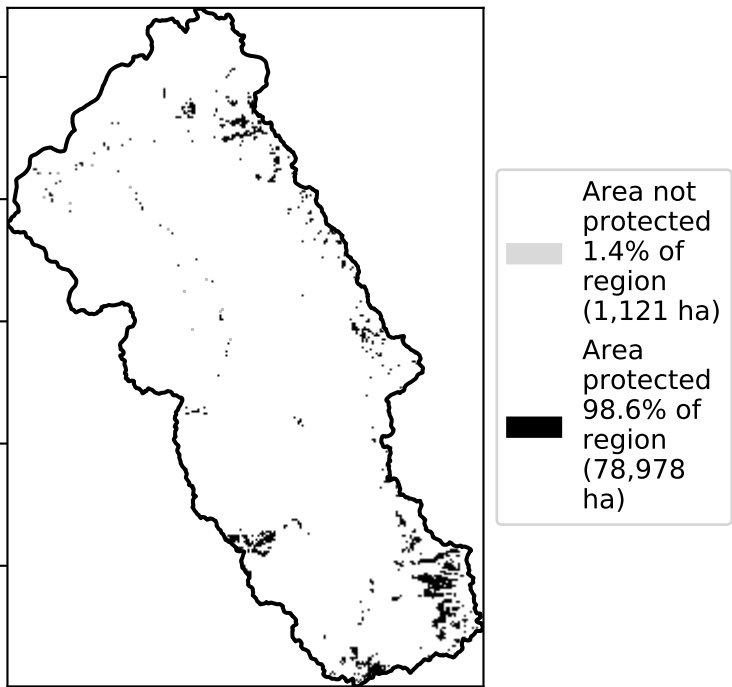 Area not
protected
1.4% of
region
(1,121 ha)
Area
protected
98.6% of
region
(78,978
ha)